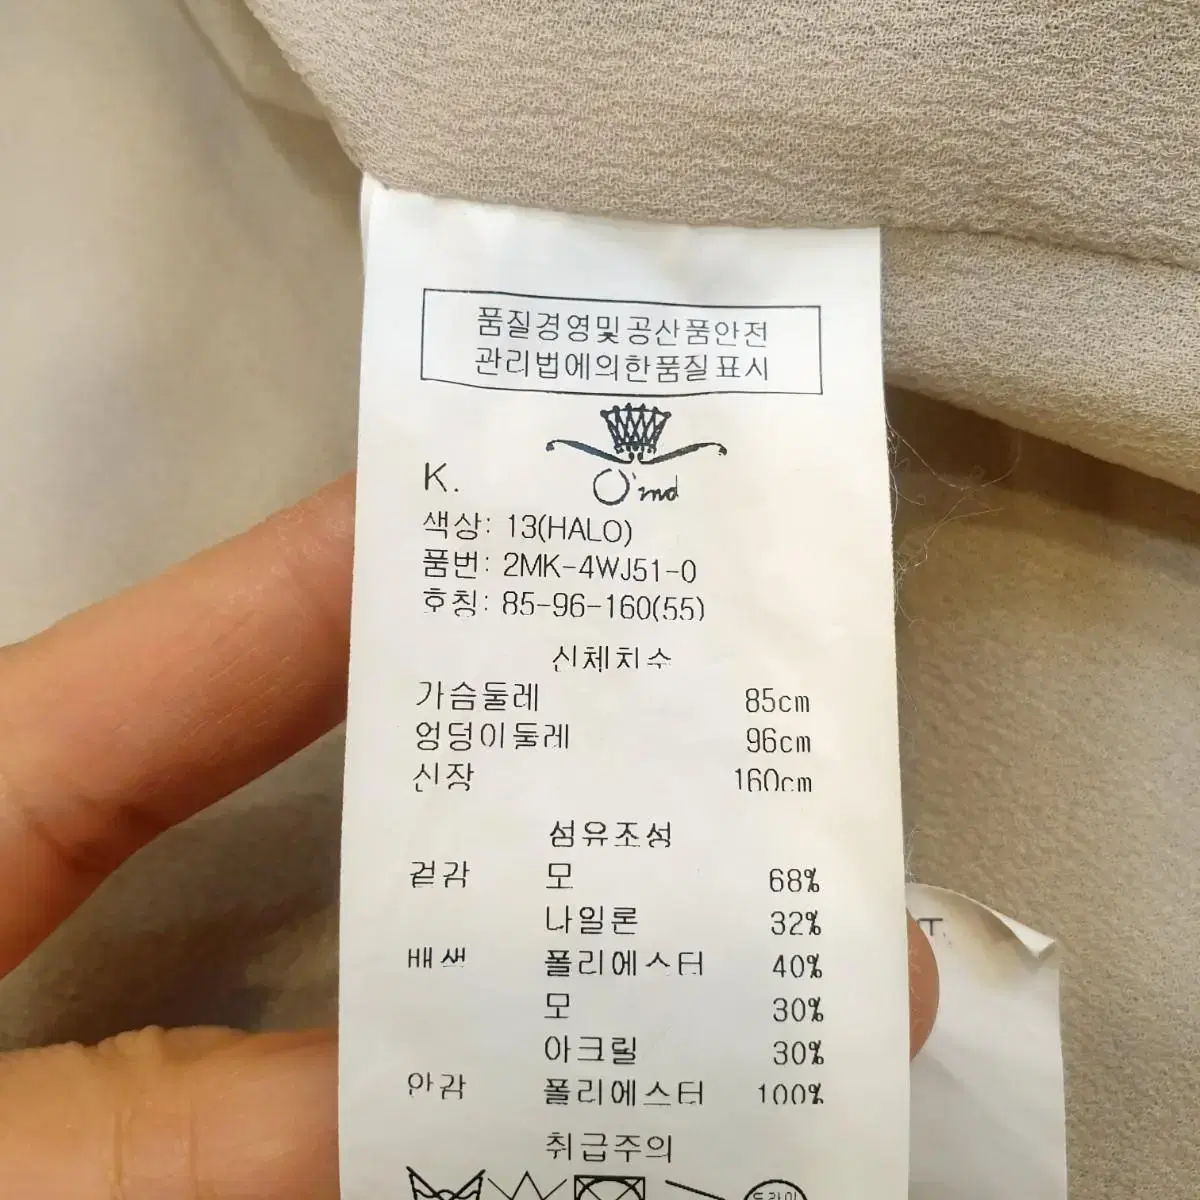 품질경영및공산품안전
관리법에의한품질표시
O'2nd
K.
색상: 13(HALO)
품번: 2MK-4WJ51-0
호칭: 85-96-160(55)
신체치수
가슴둘레 85cm
엉덩이둘레 96cm
신장 160cm
섬유조성
겉감 모 68%
나일론 32%
배색 폴리에스터 40%
모 30%
아크릴 30%
안감 폴리에스터 100%
취급주의
드라이
T.